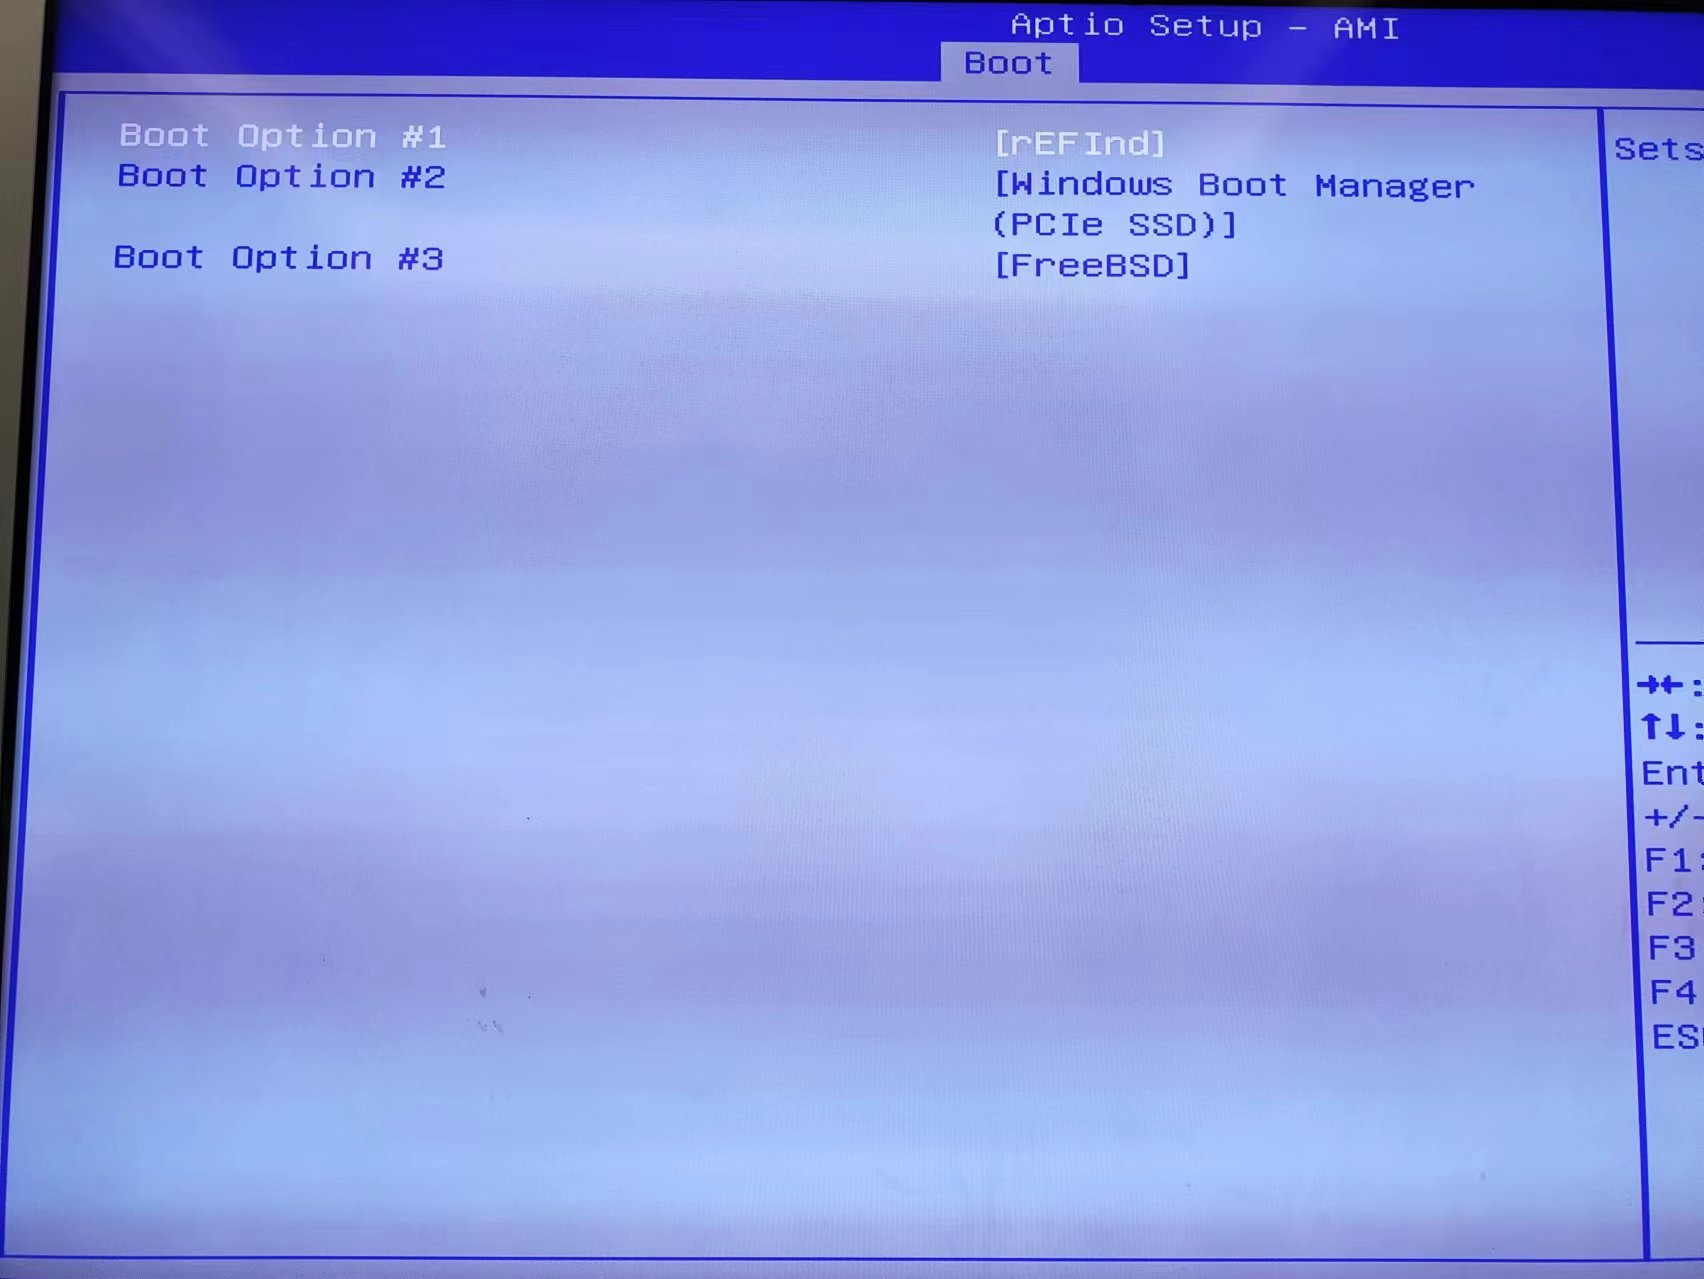 Aptio Setup - AMI
Boot
Boot Option #1 [rEFInd]
Boot Option #2 [Windows Boot Manager
(PCIe SSD)]
Boot Option #3 [FreeBSD]
Sets
→←:
↑↓:
Ent
+/-
F1:
F2:
F3
F4
ES